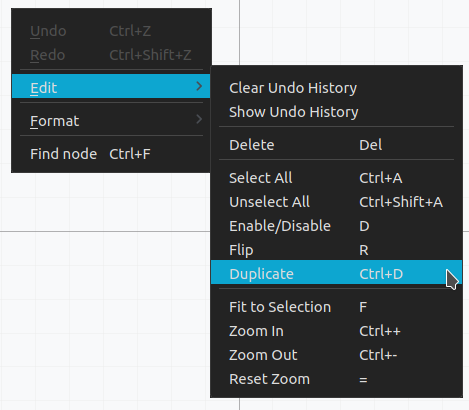 Undo Ctrl+Z
Redo Ctrl+Shift+Z
Edit
Format
Find node Ctrl+F
Clear Undo History
Show Undo History
Delete Del
Select All Ctrl+A
Unselect All Ctrl+Shift+A
Enable/Disable D
Flip R
Duplicate Ctrl+D
Fit to Selection F
Zoom In Ctrl++
Zoom Out Ctrl+-
Reset Zoom =